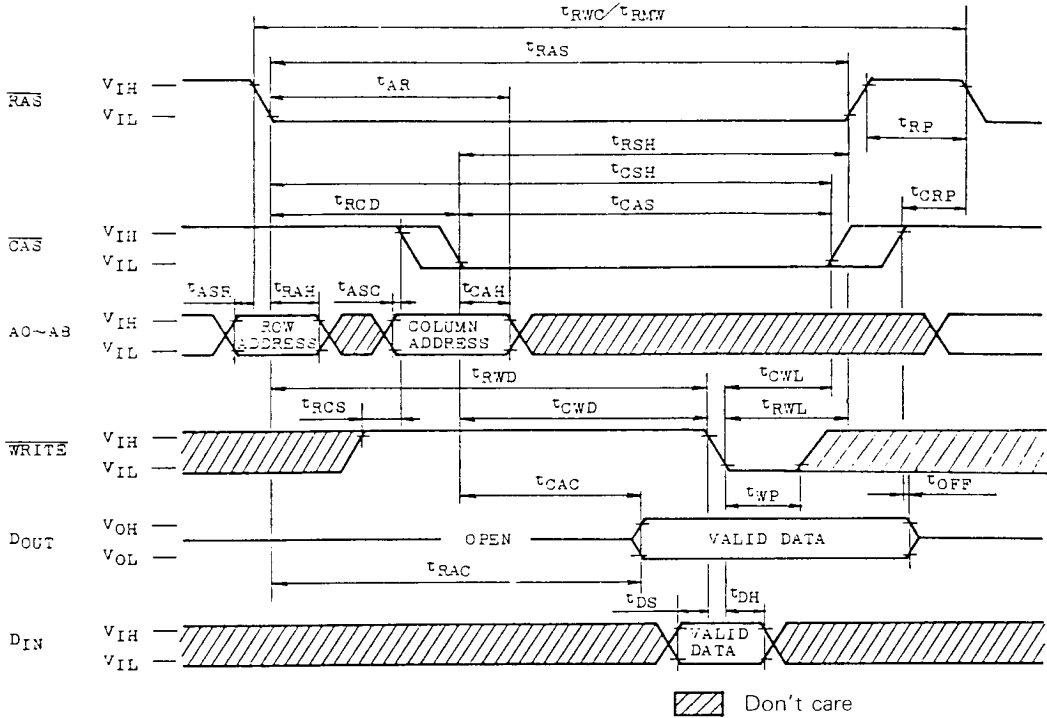 tRWC/tRMW
tRAS
tAR
RAS
VIH
VIL
tRP
tRSH
tCSH
tRCD
tCAS
tCRP
CAS
VIH
VIL
tASR
tRAH
tASC
tCAH
A0~A8
VIH
VIL
ROW
ADDRESS
COLUMN
ADDRESS
tRWD
tCWL
tRCS
tCWD
tRWL
WRITE
VIH
VIL
tCAC
tWP
tOFF
DOUT
VOH
VOL
OPEN
VALID DATA
tRAC
tDS
tDH
DIN
VIH
VIL
VALID
DATA
Don't care